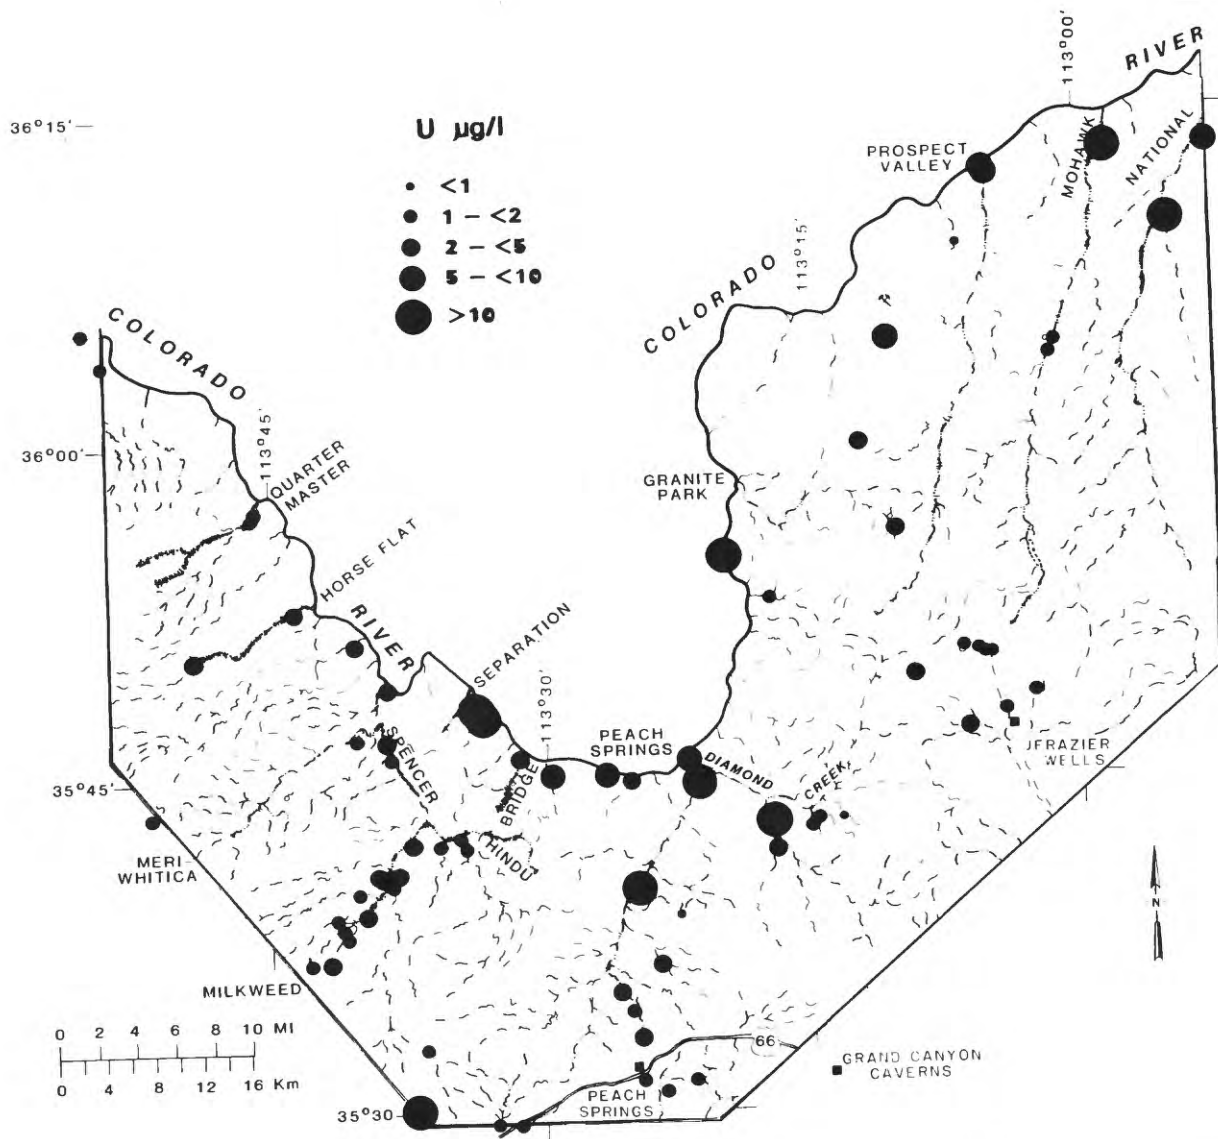 113°00'
RIVER
36°15'
U µg/l
<1
1 – <2
2 – <5
5 – <10
>10
PROSPECT
VALLEY
MOHAWK
NATIONAL
113°15'
COLORADO
COLORADO
36°00'
113°45'
QUARTER
MASTER
GRANITE
PARK
HORSE FLAT
RIVER
SEPARATION
113°30'
PEACH
SPRINGS
DIAMOND
CREEK
FRAZIER
WELLS
SPENCER
BRIDGE
HINDU
35°45'
MERI-
WHITICA
N
MILKWEED
0 2 4 6 8 10 MI
0 4 8 12 16 Km
66
GRAND CANYON
CAVERNS
PEACH
SPRINGS
35°30'